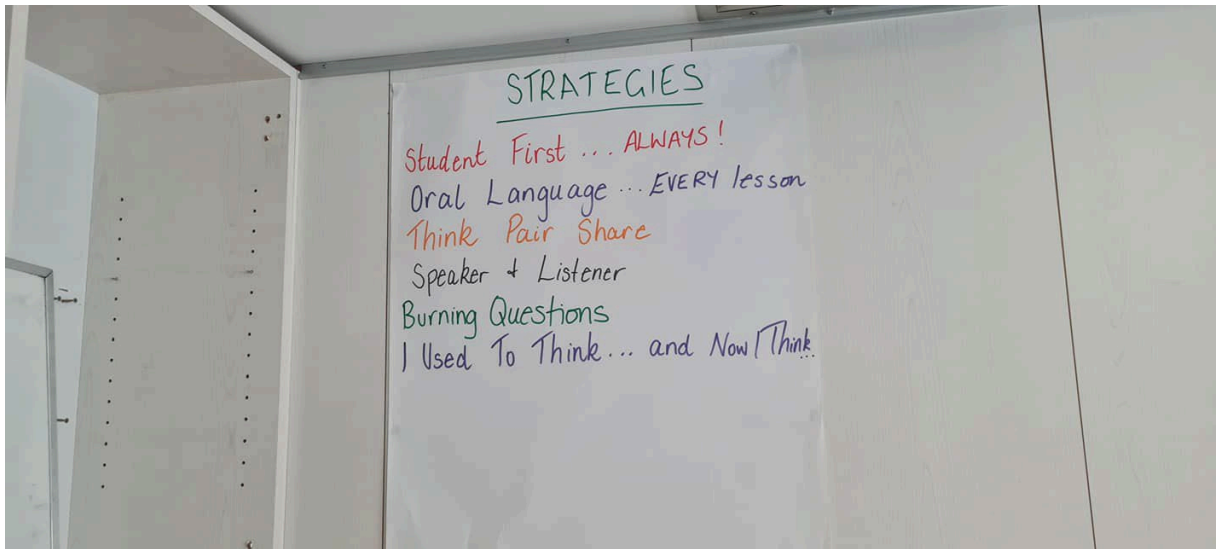 STRATEGIES
Student First ... ALWAYS!
Oral Language ... EVERY lesson
Think Pair Share
Speaker + Listener
Burning Questions
I Used To Think... and Now I Think...